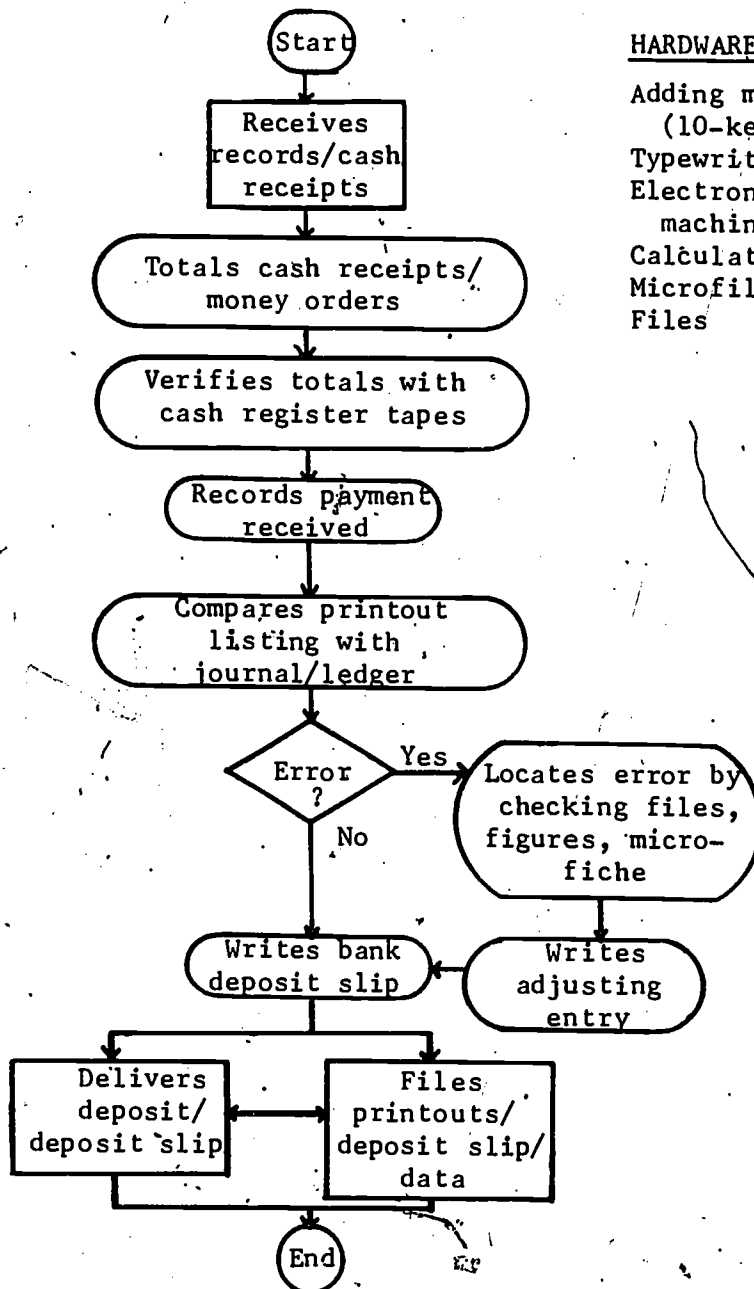 Start
Receives
records/cash
receipts
Totals cash receipts/
money orders
Verifies totals with
cash register tapes
Records payment
received
Compares printout
listing with
journal/ledger
Error
?
Yes
No
Locates error by
checking files,
figures, micro-
fiche
Writes
adjusting
entry
Writes bank
deposit slip
Delivers
deposit/
deposit slip
Files
printouts/
deposit slip/
data
End
HARDWARE
Adding m
(10-ke
Typewrit
Electron
machin
Calculat
Microfil
Files